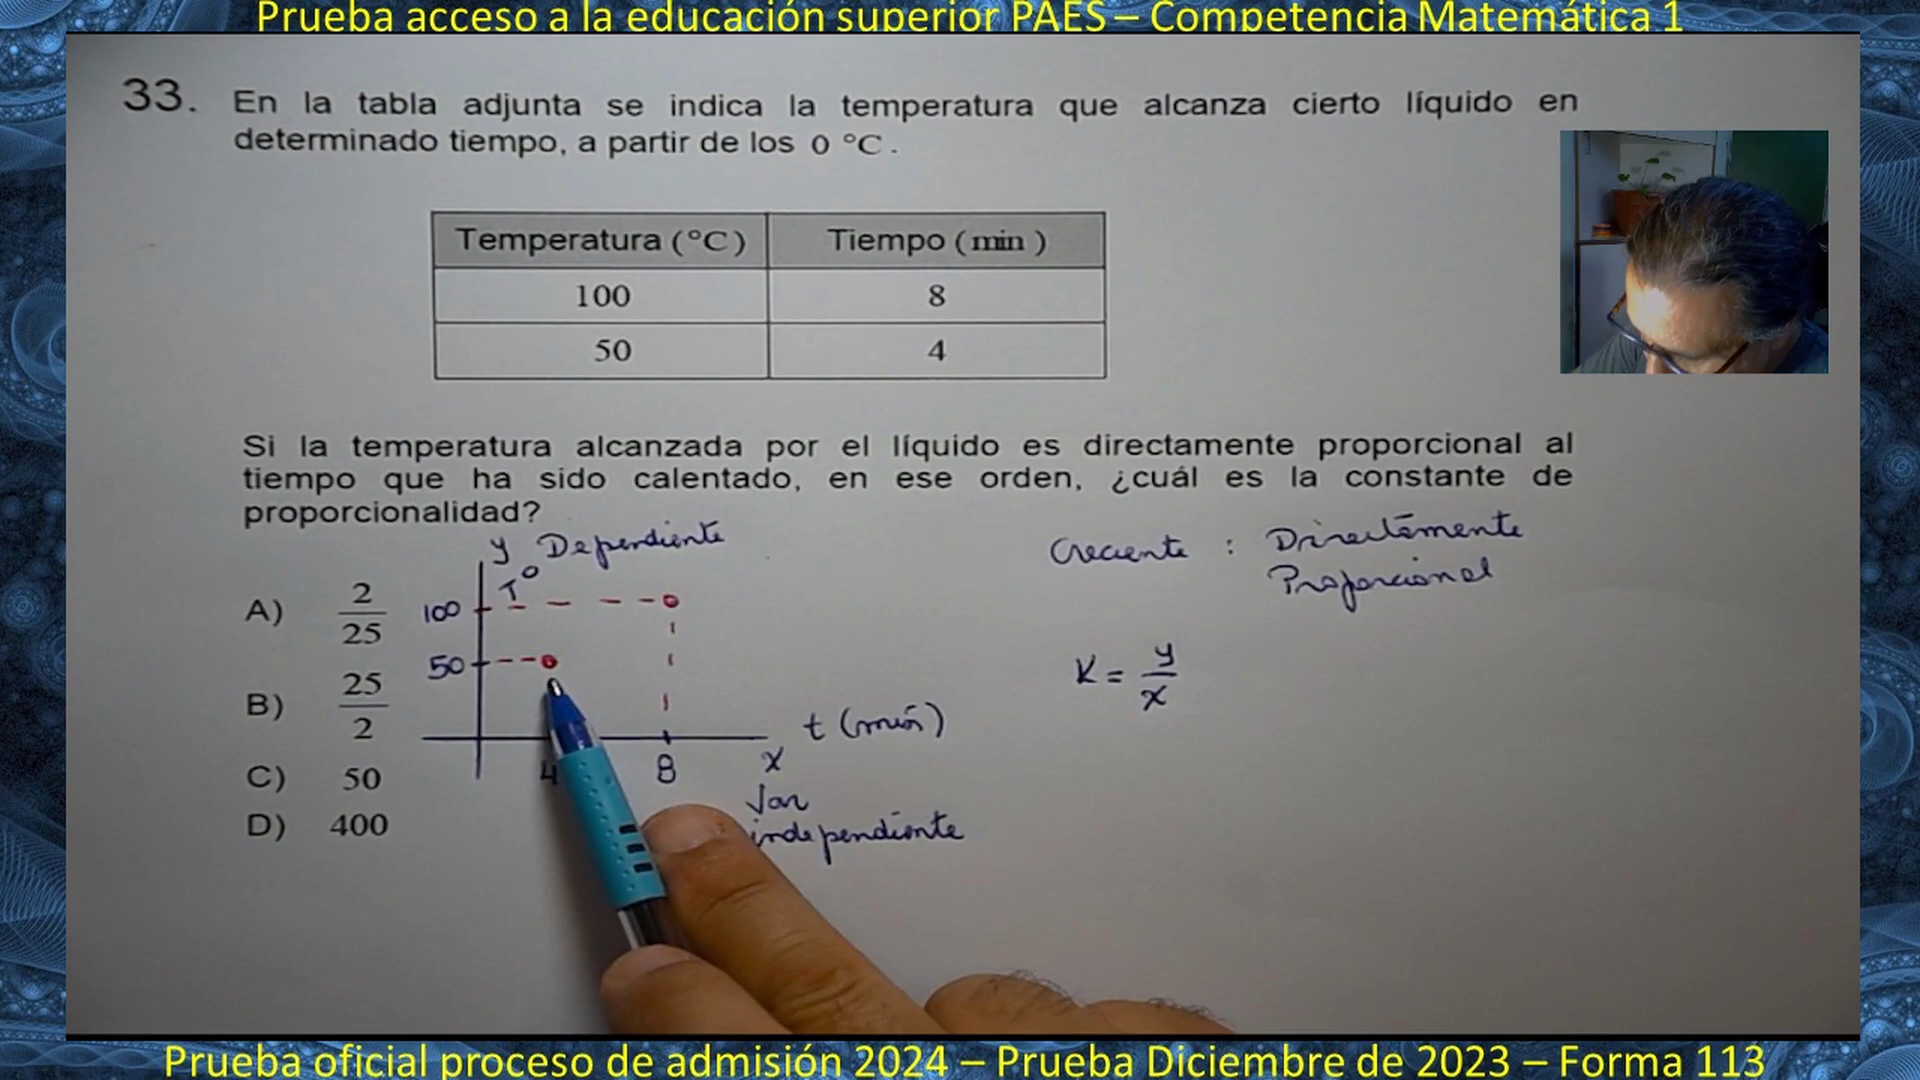 Prueba acceso a la educación superior PAES – Competencia Matemática 1
33. En la tabla adjunta se indica la temperatura que alcanza cierto líquido en
determinado tiempo, a partir de los 0 °C.
Temperatura (°C) Tiempo (min)
100 8
50 4
Si la temperatura alcanzada por el líquido es directamente proporcional al
tiempo que ha sido calentado, en ese orden, ¿cuál es la constante de
proporcionalidad?
y Dependiente
T°
Creciente : Directamente
Proporcional
A) 2/25
100
50
K = y/x
B) 25/2
t (min)
4 8 x
C) 50
Var
independiente
D) 400
Prueba oficial proceso de admisión 2024 – Prueba Diciembre de 2023 – Forma 113